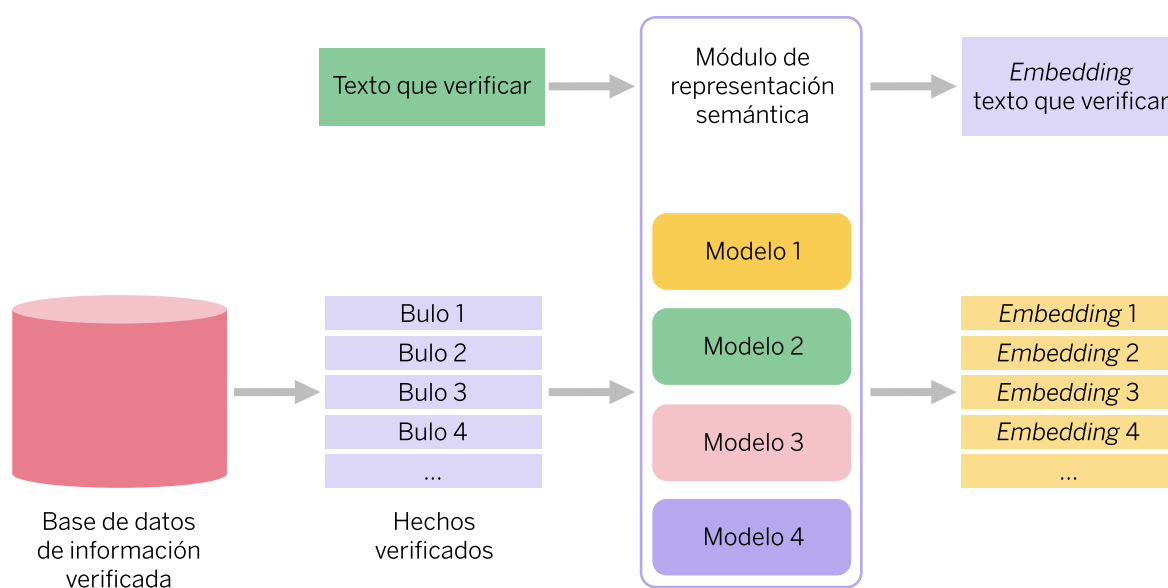 Texto que verificar
Módulo de
representación
semántica
Embedding
texto que verificar
Modelo 1
Modelo 2
Modelo 3
Modelo 4
Bulo 1
Bulo 2
Bulo 3
Bulo 4
...
Embedding 1
Embedding 2
Embedding 3
Embedding 4
...
Base de datos
de información
verificada
Hechos
verificados